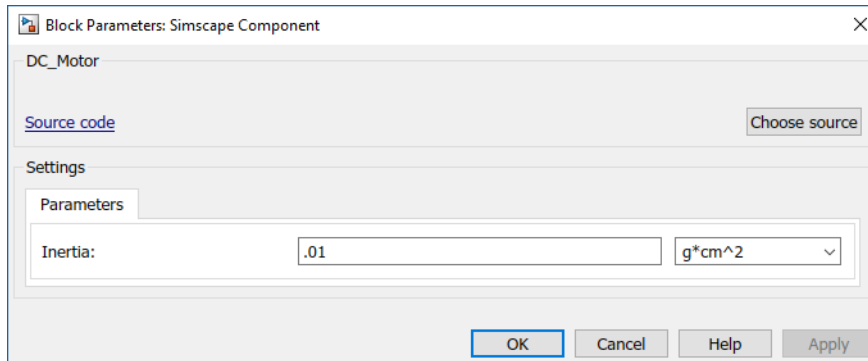 Block Parameters: Simscape Component
DC_Motor
Source code Choose source
Settings
Parameters
Inertia: .01 g*cm^2
OK Cancel Help Apply